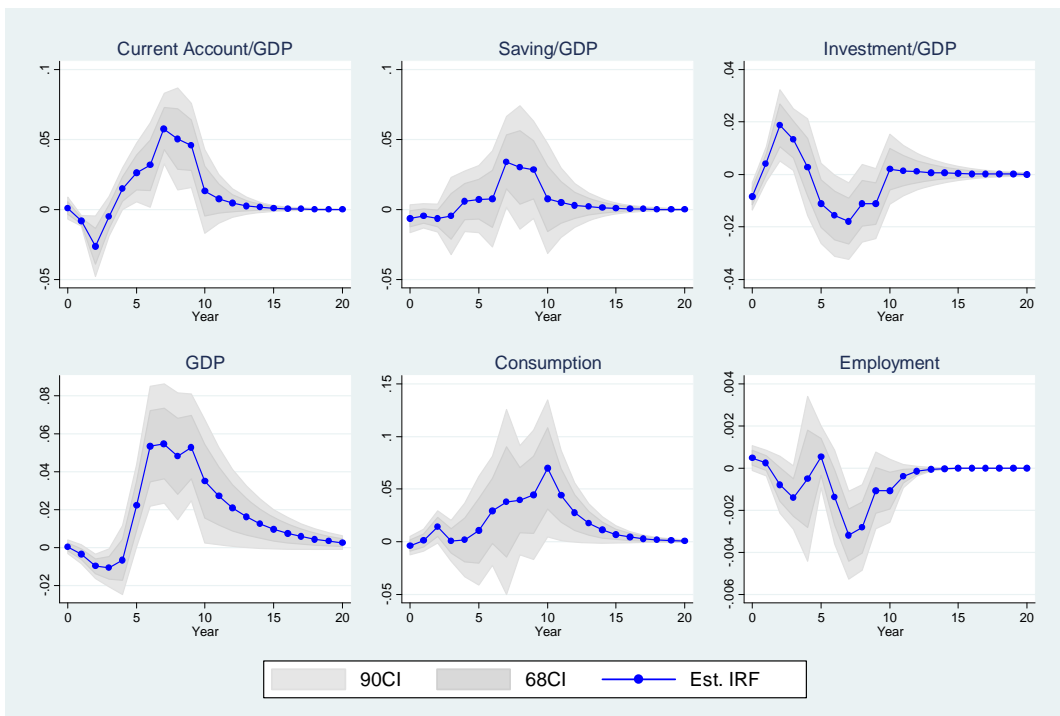 Current Account/GDP
.1
.05
0
-.05
0 5 10 15 20
Year
Saving/GDP
.1
.05
0
-.05
0 5 10 15 20
Year
Investment/GDP
.04
.02
0
-.02
-.04
0 5 10 15 20
Year
GDP
.08
.06
.04
.02
0
-.02
0 5 10 15 20
Year
Consumption
.15
.1
.05
0
-.05
0 5 10 15 20
Year
Employment
.004
.002
0
-.002
-.004
-.006
0 5 10 15 20
Year
90CI 68CI Est. IRF